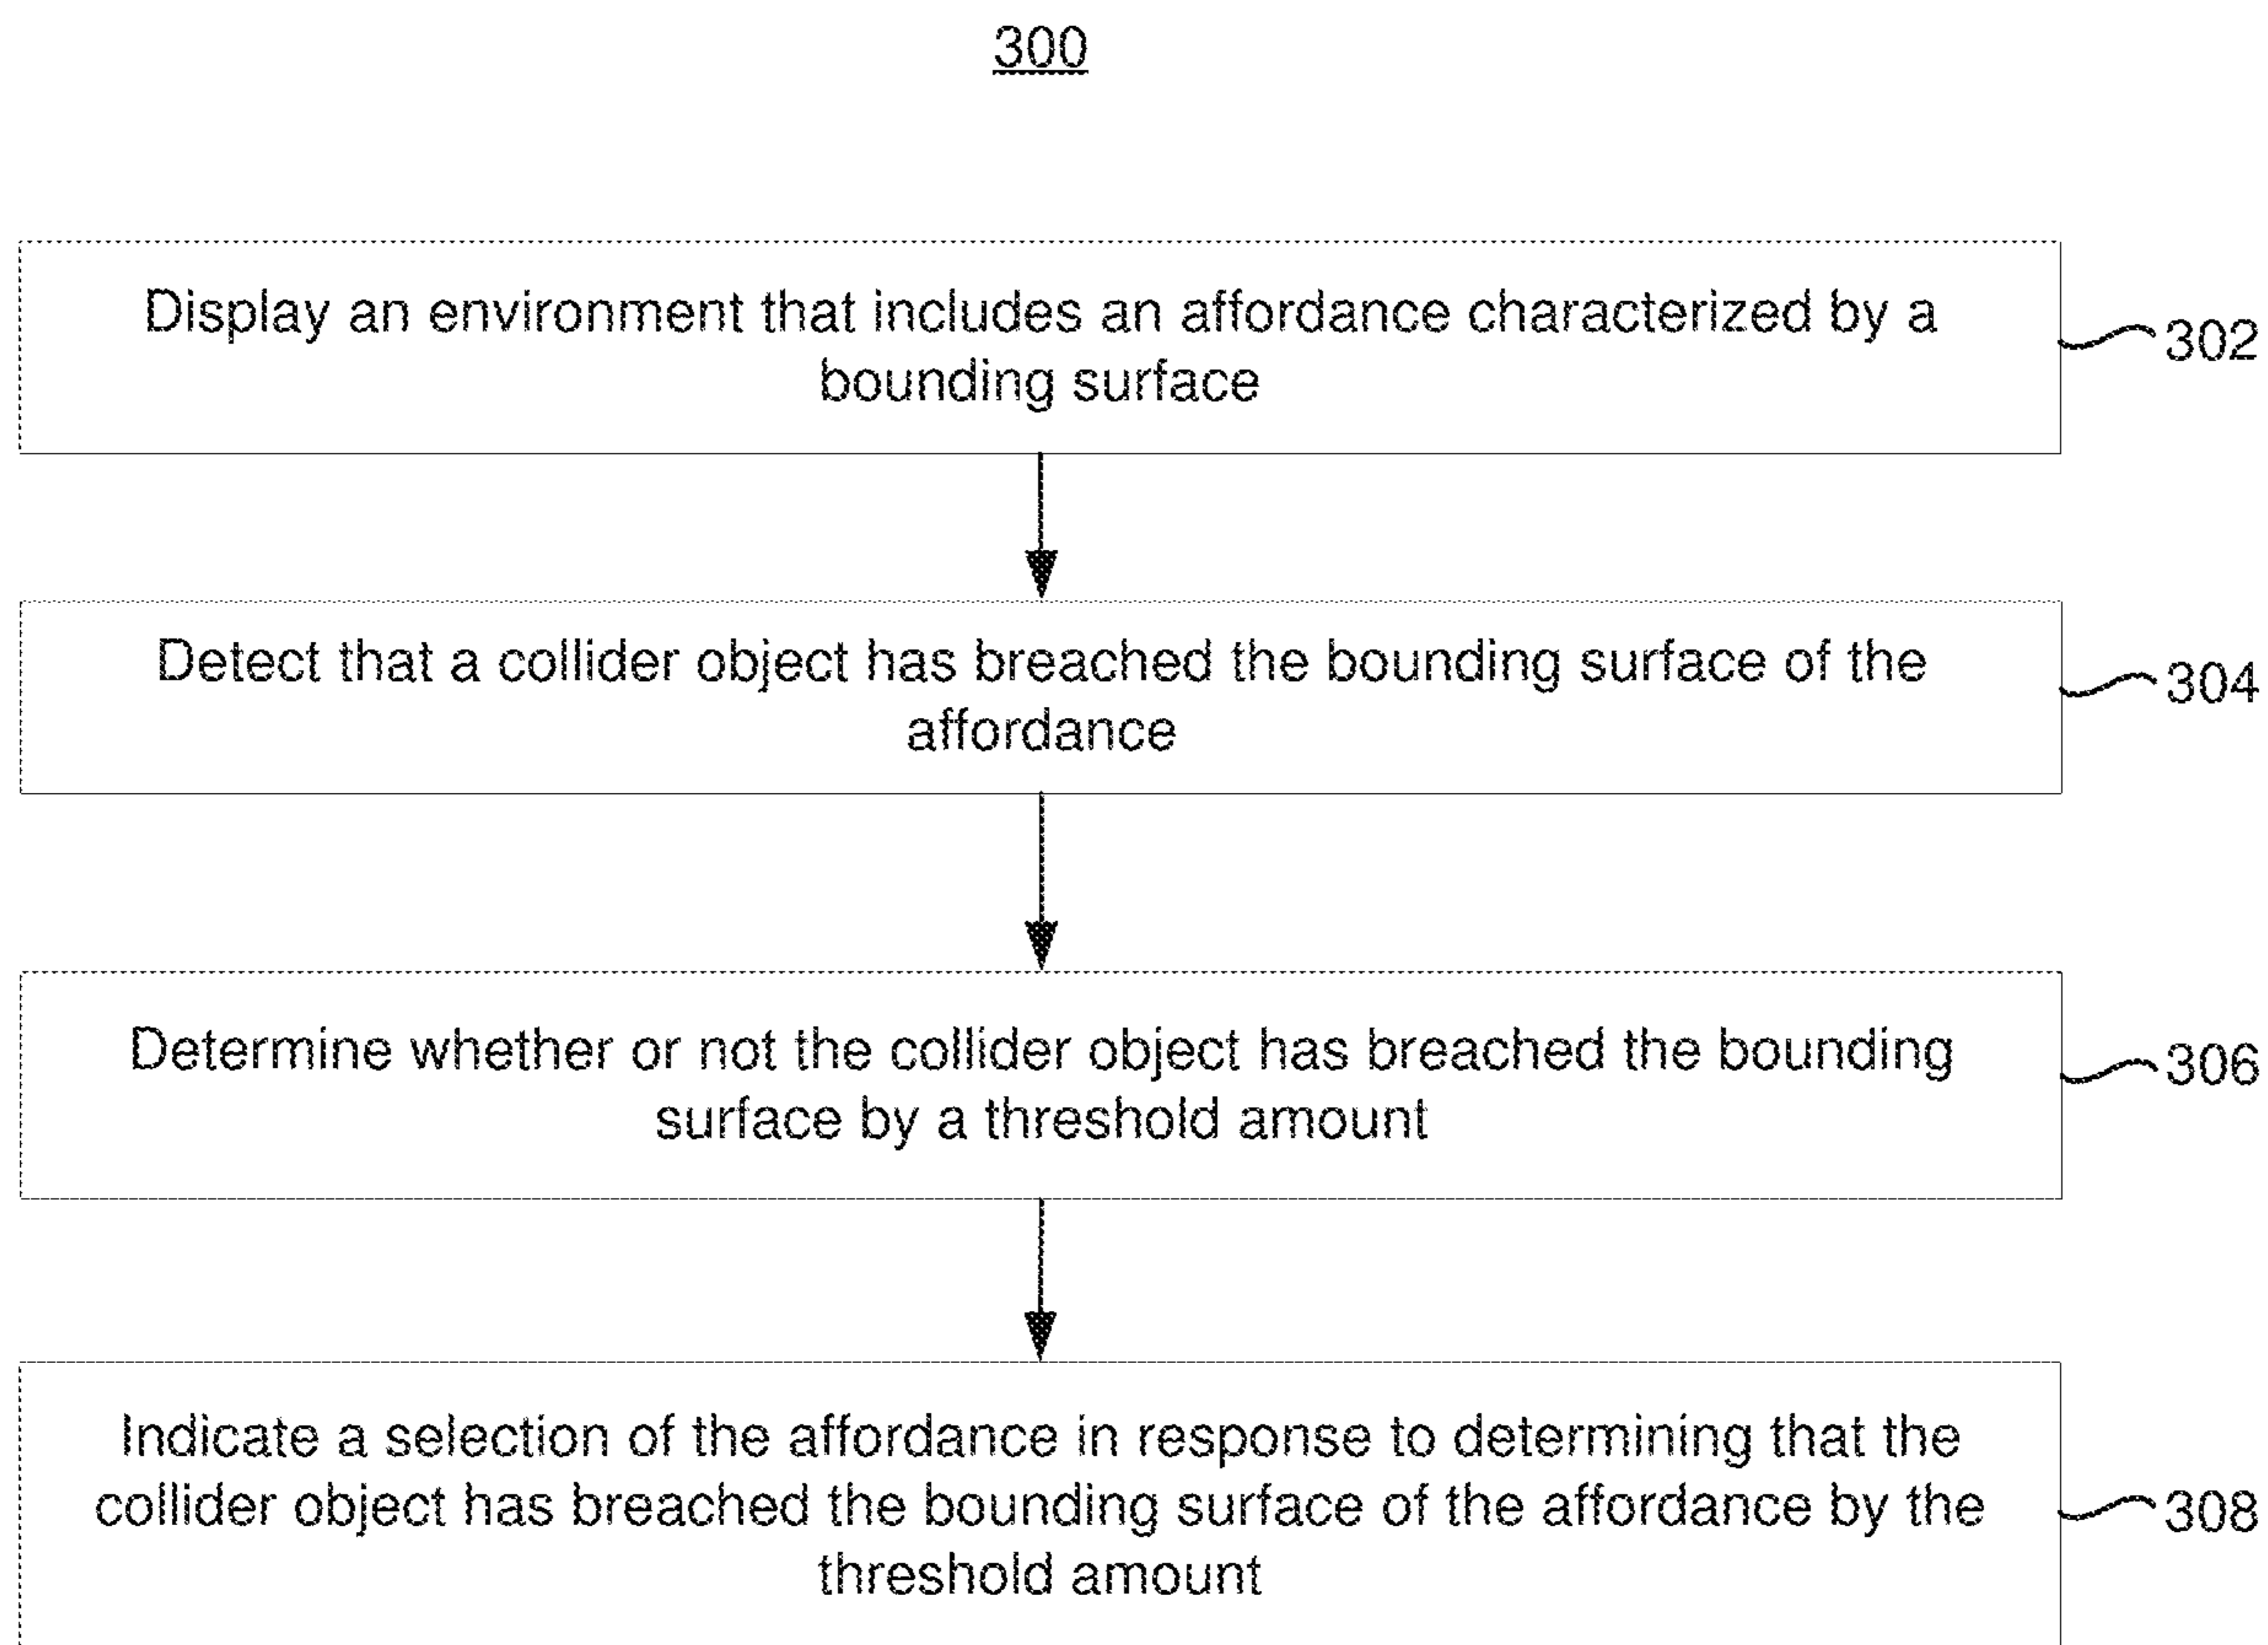 300
Display an environment that includes an affordance characterized by a
bounding surface
302
Detect that a collider object has breached the bounding surface of the
affordance
304
Determine whether or not the collider object has breached the bounding
surface by a threshold amount
306
Indicate a selection of the affordance in response to determining that the
collider object has breached the bounding surface of the affordance by the
threshold amount
308